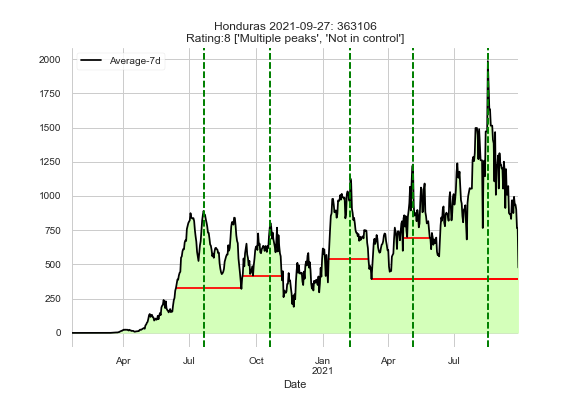 Honduras 2021-09-27: 363106
Rating:8 ['Multiple peaks', 'Not in control']
Average-7d
2000
1750
1500
1250
1000
750
500
250
0
Apr Jul Oct Jan Apr Jul
2021
Date